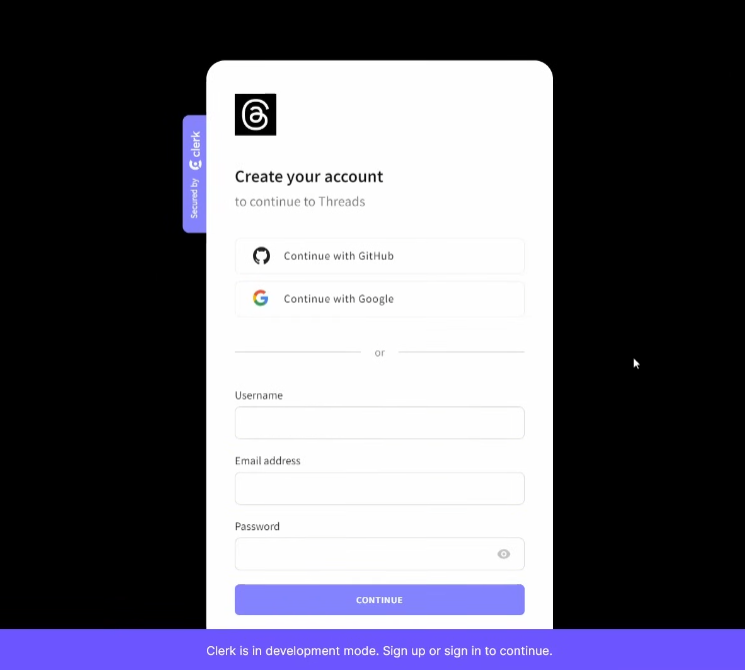 Secured by clerk
Create your account
to continue to Threads
Continue with GitHub
Continue with Google
or
Username
Email address
Password
CONTINUE
Clerk is in development mode. Sign up or sign in to continue.